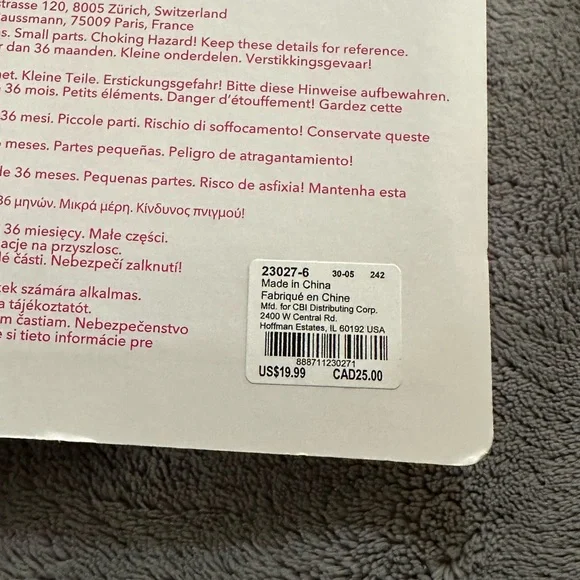 strasse 120, 8005 Zürich, Switzerland
aussmann, 75009 Paris, France
s. Small parts. Choking Hazard! Keep these details for reference.
r dan 36 maanden. Kleine onderdelen. Verstikkingsgevaar!
et. Kleine Teile. Erstickungsgefahr! Bitte diese Hinweise aufbewahren.
36 mois. Petits éléments. Danger d'étouffement! Gardez cette
36 mesi. Piccole parti. Rischio di soffocamento! Conservate queste
meses. Partes pequeñas. Peligro de atragantamiento!
de 36 meses. Pequenas partes. Risco de asfixia! Mantenha esta
36 μηνών. Μικρά μέρη. Κίνδυνος πνιγμού!
36 miesięcy. Małe części.
acje na przyszlosc.
lé části. Nebezpečí zalknutí!
ek számára alkalmas.
a tájékoztatót.
m častiam. Nebezpečenstvo
si tieto informácie pre
23027-6 30-05 242
Made in China
Fabriqué en Chine
Mfd. for CBI Distributing Corp.
2400 W Central Rd.
Hoffman Estates, IL 60192 USA
888711230271
US$19.99 CAD25.00